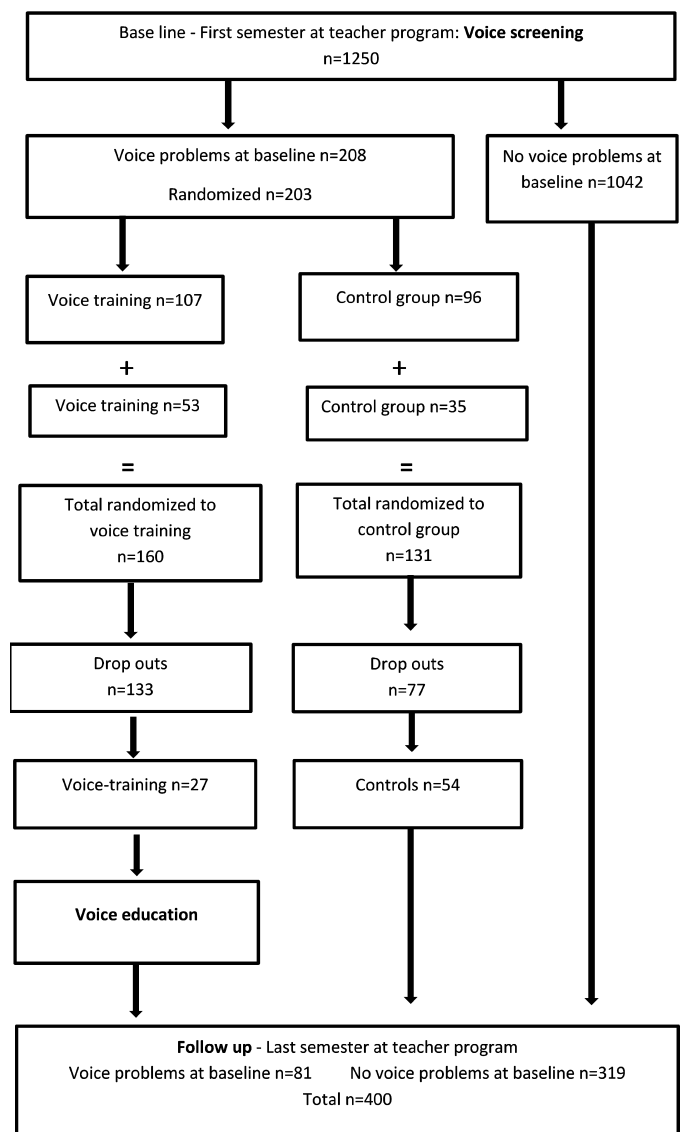 Base line - First semester at teacher program: Voice screening
n=1250
Voice problems at baseline n=208
Randomized n=203
No voice problems at
baseline n=1042
Voice training n=107
Control group n=96
+
+
Voice training n=53
Control group n=35
=
=
Total randomized to
voice training
n=160
Total randomized to
control group
n=131
Drop outs
n=133
Drop outs
n=77
Voice-training n=27
Controls n=54
Voice education
Follow up - Last semester at teacher program
Voice problems at baseline n=81 No voice problems at baseline n=319
Total n=400